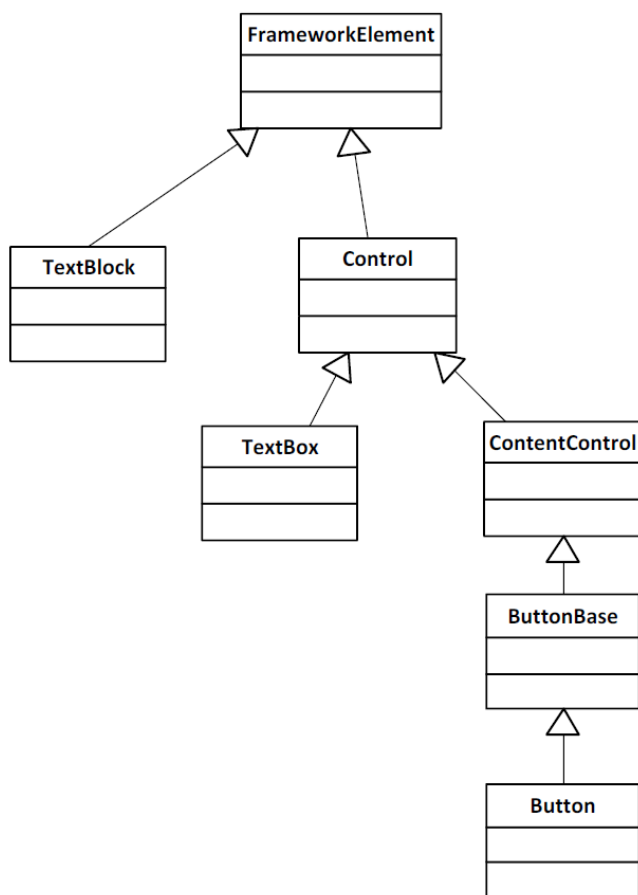 FrameworkElement
TextBlock
Control
TextBox
ContentControl
ButtonBase
Button